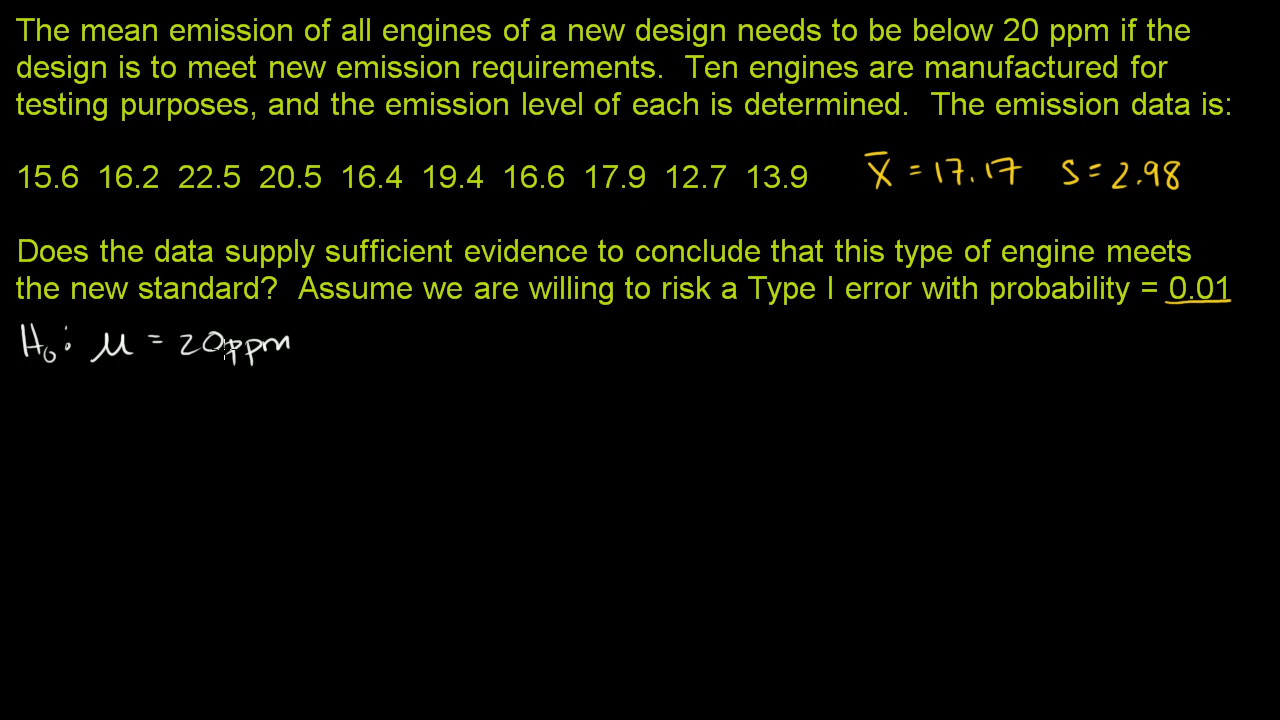 The mean emission of all engines of a new design needs to be below 20 ppm if the
design is to meet new emission requirements. Ten engines are manufactured for
testing purposes, and the emission level of each is determined. The emission data is:
15.6 16.2 22.5 20.5 16.4 19.4 16.6 17.9 12.7 13.9 X̄ = 17.17 S = 2.98
Does the data supply sufficient evidence to conclude that this type of engine meets
the new standard? Assume we are willing to risk a Type I error with probability = 0.01
H₀: μ = 20ppm